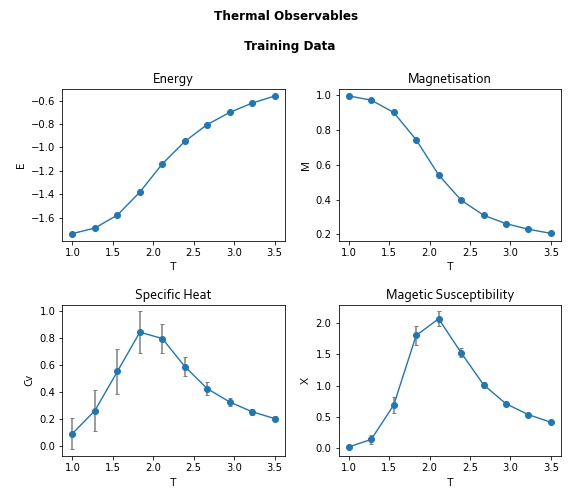 Thermal Observables
Training Data
Energy
Magnetisation
−0.6
−0.8
−1.0
−1.2
−1.4
−1.6
E
1.0 1.5 2.0 2.5 3.0 3.5
T
1.0
0.8
0.6
0.4
0.2
M
1.0 1.5 2.0 2.5 3.0 3.5
T
Specific Heat
Magetic Susceptibility
1.0
0.8
0.6
0.4
0.2
0.0
Cv
1.0 1.5 2.0 2.5 3.0 3.5
T
2.0
1.5
1.0
0.5
0.0
X
1.0 1.5 2.0 2.5 3.0 3.5
T